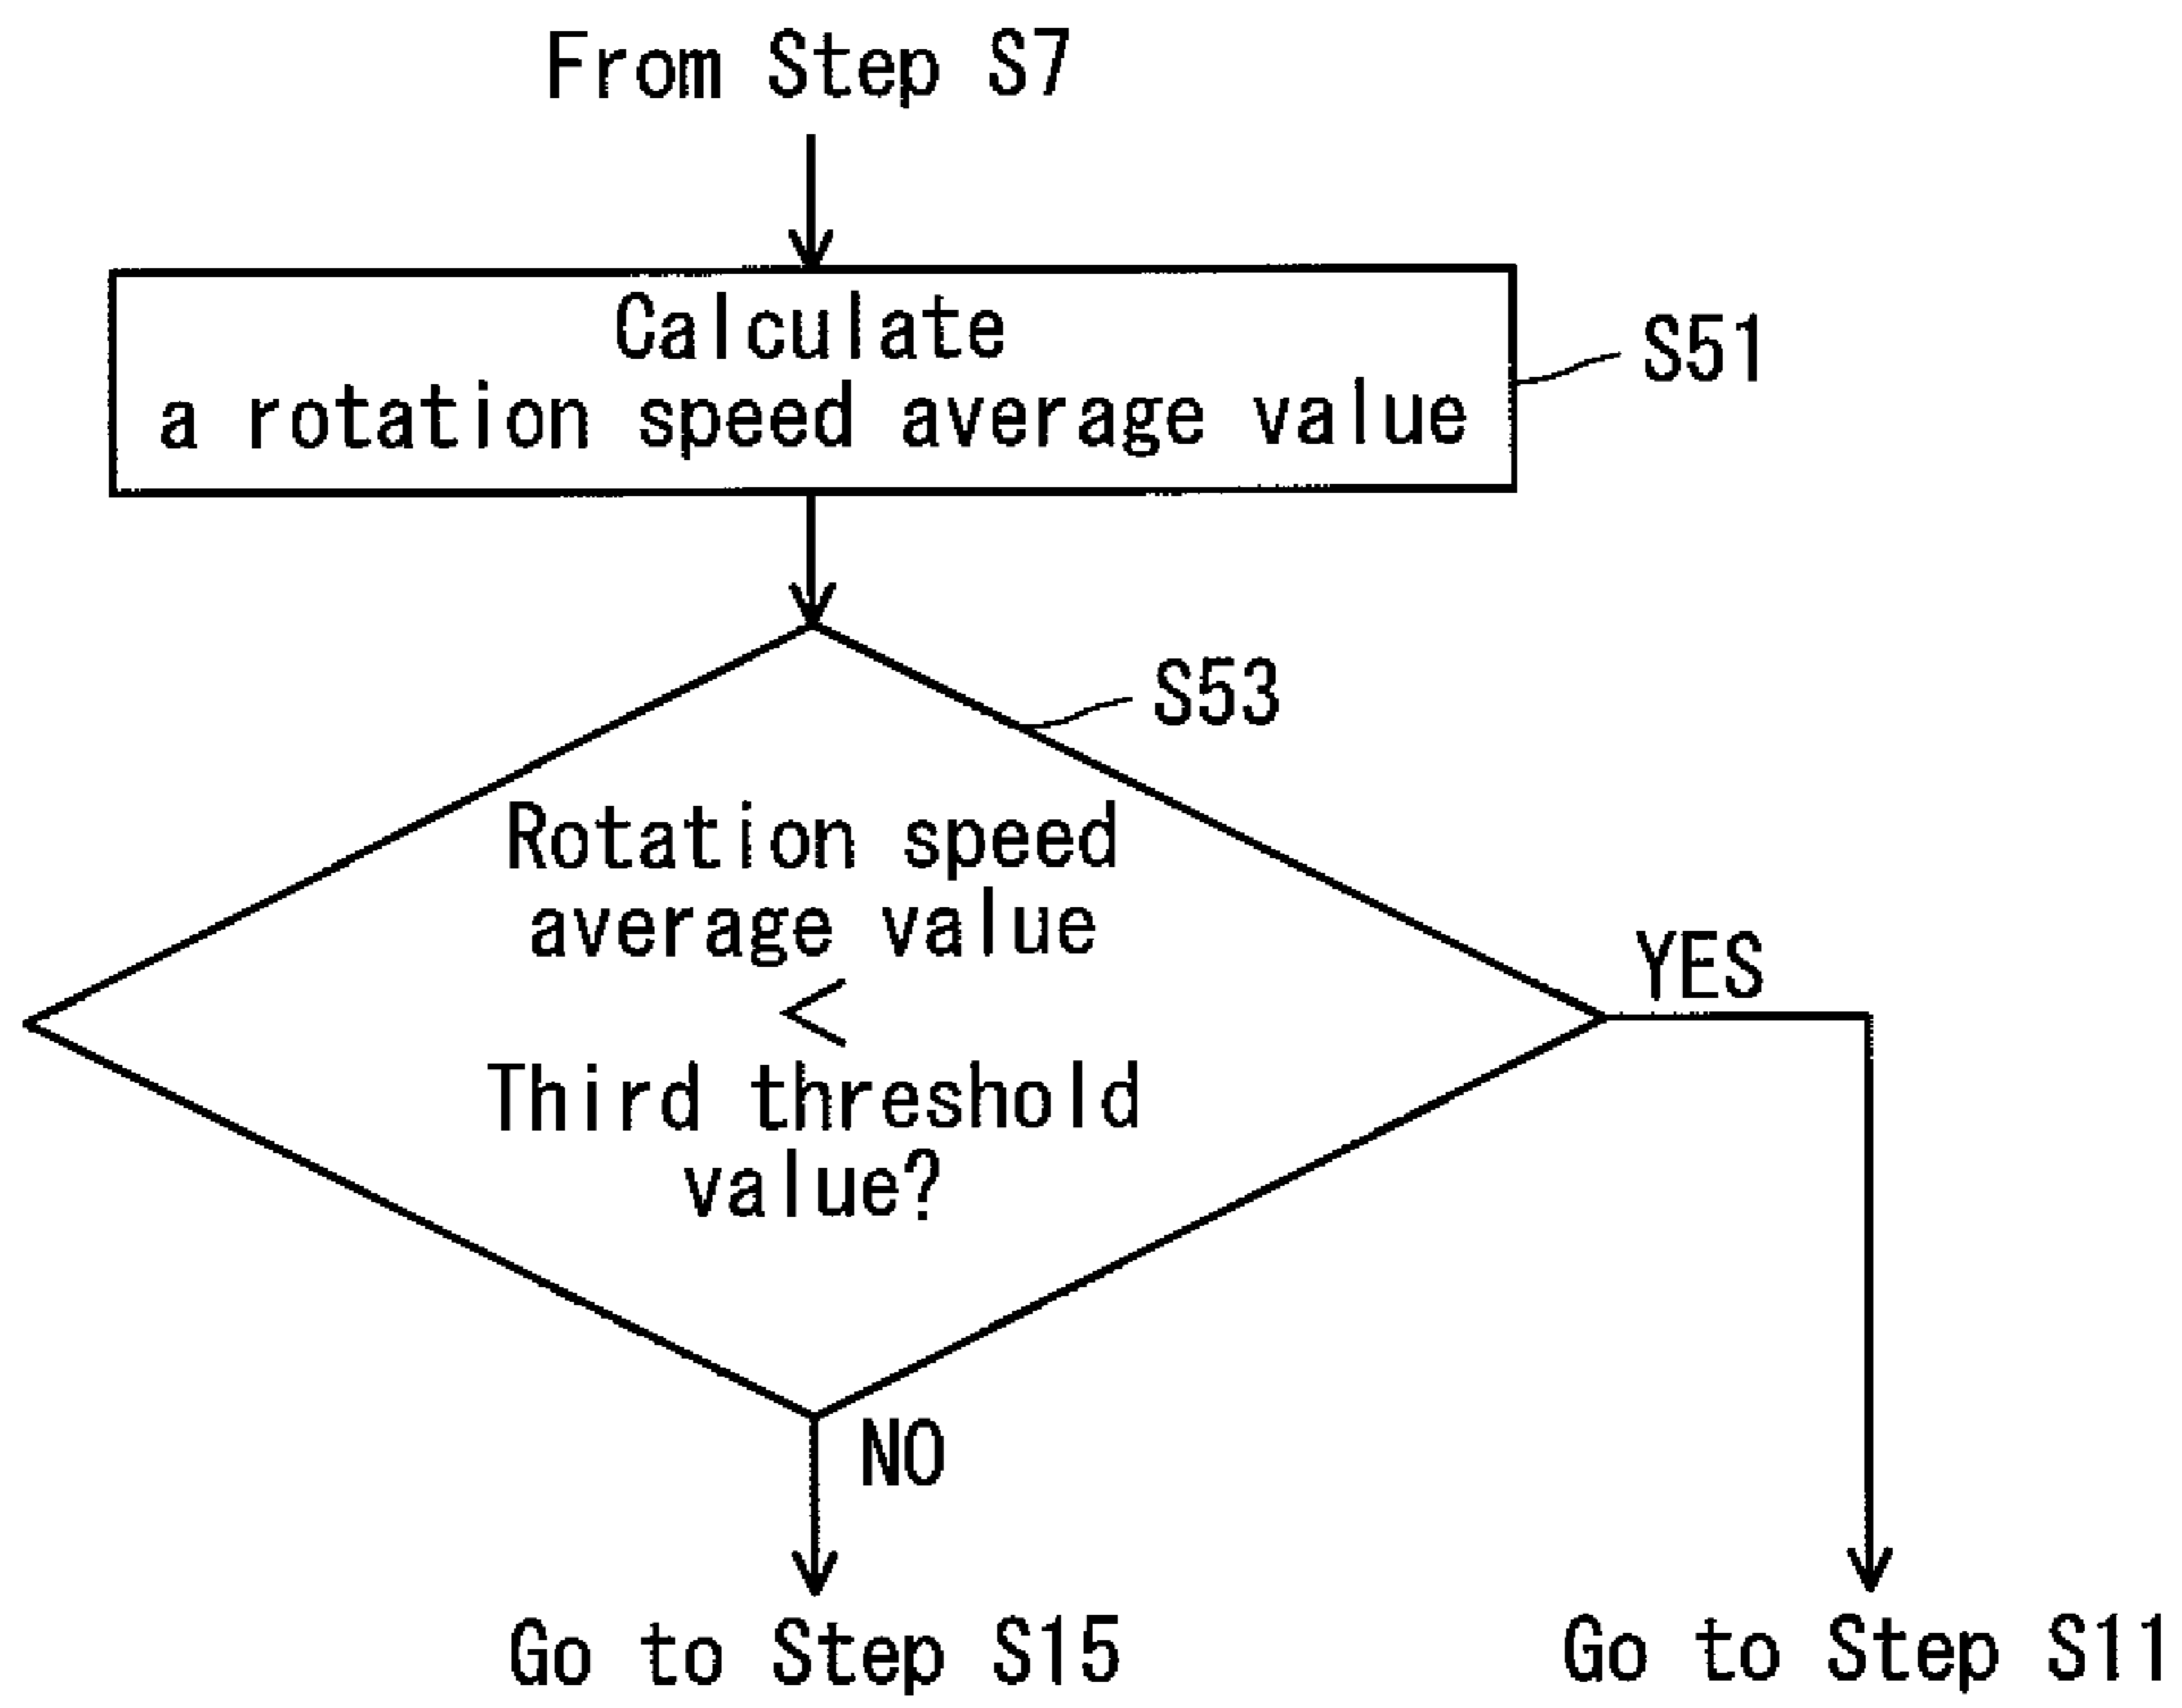 From Step S7
Calculate
a rotation speed average value
S51
S53
Rotation speed
average value
<
Third threshold
value?
YES
NO
Go to Step S15
Go to Step S11